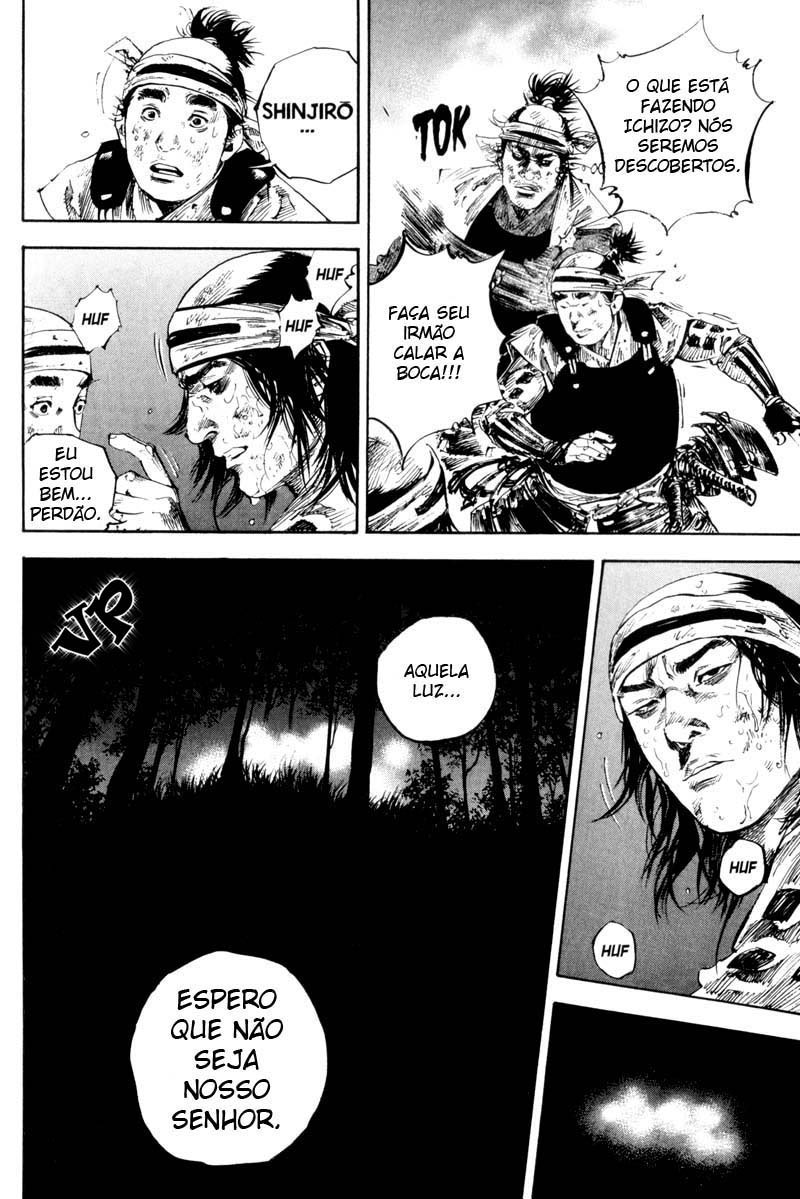 O QUE ESTÁ
FAZENDO
ICHIZO? NÓS
SEREMOS
DESCOBERTOS.
TOK
FAÇA SEU
IRMÃO
CALAR A
BOCA!!!
SHINJIRŌ
...
HUF
HUF
HUF
EU
ESTOU
BEM...
PERDÃO.
HUF
HUF
AQUELA
LUZ...
VP
ESPERO
QUE NÃO
SEJA
NOSSO
SENHOR.